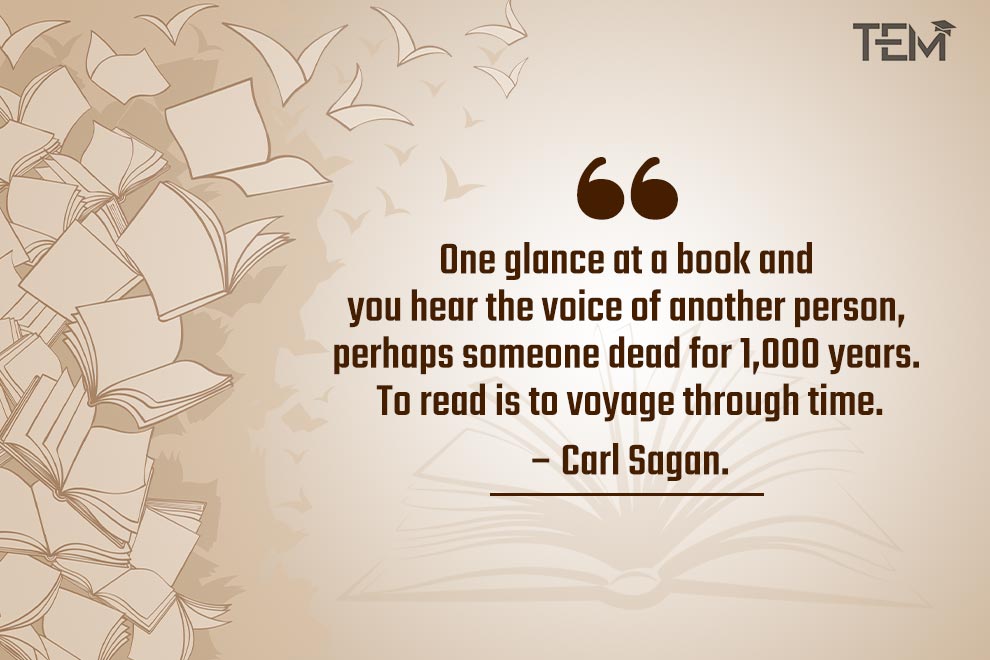 TEM
“
One glance at a book and
you hear the voice of another person,
perhaps someone dead for 1,000 years.
To read is to voyage through time.
– Carl Sagan.